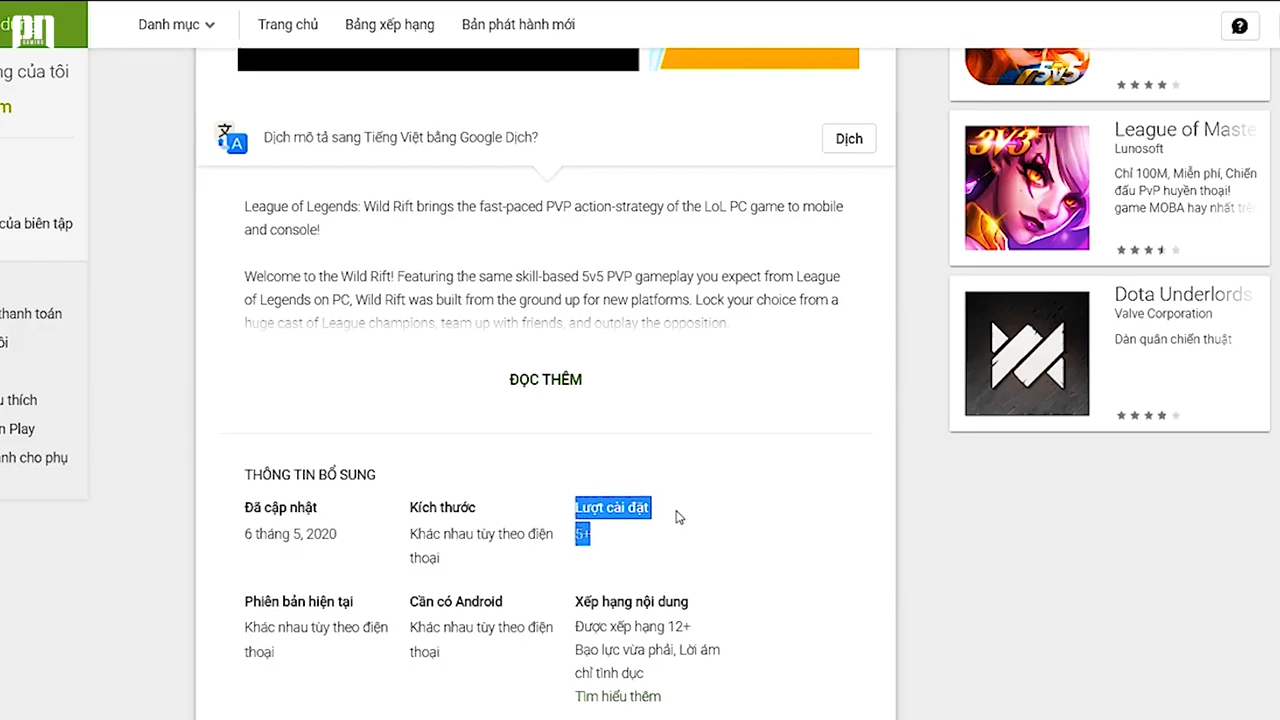 PN
GAMING
Danh mục
Trang chủ
Bảng xếp hạng
Bản phát hành mới
ng của tôi
m
của biên tập
thanh toán
ôi
u thích
n Play
nh cho phụ
Dịch mô tả sang Tiếng Việt bằng Google Dịch?
Dịch
League of Legends: Wild Rift brings the fast-paced PVP action-strategy of the LoL PC game to mobile
and console!
Welcome to the Wild Rift! Featuring the same skill-based 5v5 PVP gameplay you expect from League
of Legends on PC, Wild Rift was built from the ground up for new platforms. Lock your choice from a
huge cast of League champions, team up with friends, and outplay the opposition.
ĐỌC THÊM
THÔNG TIN BỔ SUNG
Đã cập nhật
6 tháng 5, 2020
Kích thước
Khác nhau tùy theo điện
thoại
Lượt cài đặt
5+
Phiên bản hiện tại
Khác nhau tùy theo điện
thoại
Cần có Android
Khác nhau tùy theo điện
thoại
Xếp hạng nội dung
Được xếp hạng 12+
Bạo lực vừa phải, Lời ám
chỉ tình dục
Tìm hiểu thêm
5v5
3V3
League of Maste
Lunosoft
Chỉ 100M, Miễn phí, Chiến
đấu PvP huyền thoại!
game MOBA hay nhất trên
Dota Underlords
Valve Corporation
Dàn quân chiến thuật